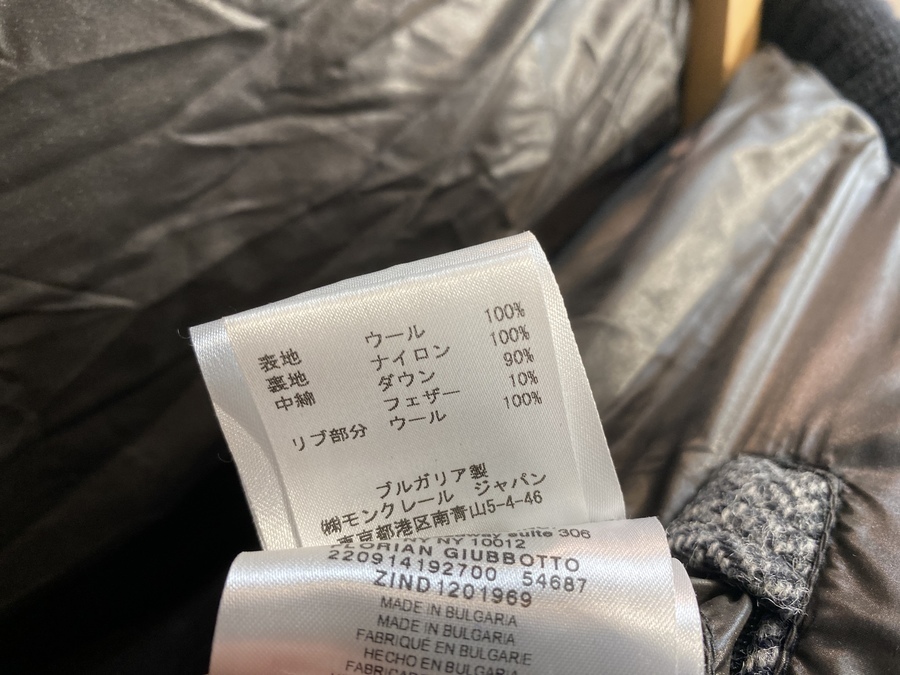 表地 ウール 100%
裏地 ナイロン 100%
中綿 ダウン 90%
フェザー 10%
リブ部分 ウール 100%
ブルガリア製
㈱モンクレール ジャパン
東京都港区南青山5-4-46
suite 306
NY 10012
DORIAN GIUBBOTTO
220914192700 54687
ZIND1201969
MADE IN BULGARIA
MADE IN BULGARIA
FABRIQUÉ EN BULGARIE
HECHO EN BULGARIA